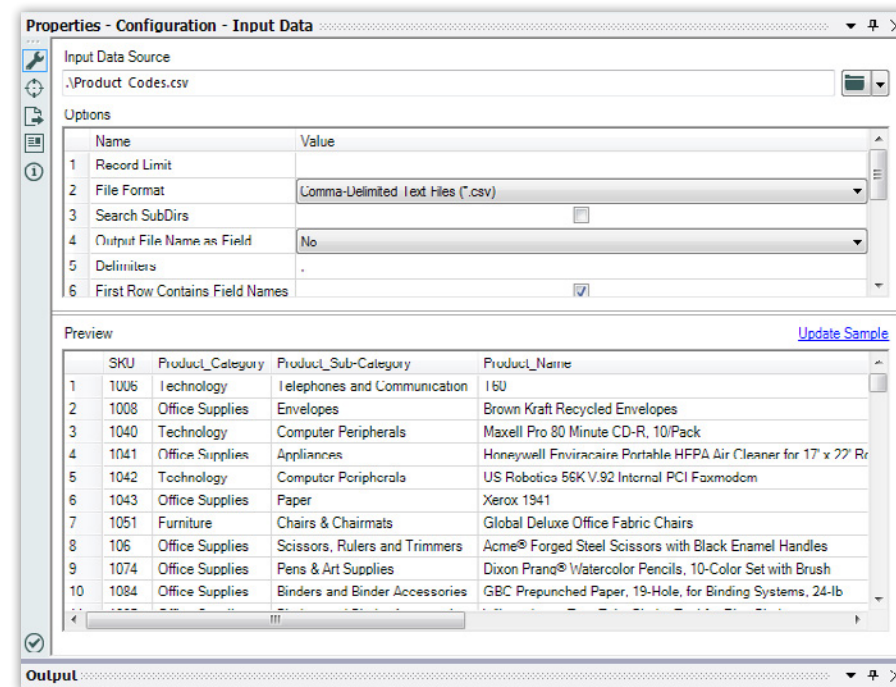 Properties - Configuration - Input Data
Input Data Source
.\Product Codes.csv
Options
Name Value
1 Record Limit
2 File Format Comma-Delimited Text Files (*.csv)
3 Search SubDirs
4 Output File Name as Field No
5 Delimiters ,
6 First Row Contains Field Names
Preview Update Sample
SKU Product_Category Product_Sub-Category Product_Name
1 1006 Technology Telephones and Communication T60
2 1008 Office Supplies Envelopes Brown Kraft Recycled Envelopes
3 1040 Technology Computer Peripherals Maxell Pro 80 Minute CD-R, 10/Pack
4 1041 Office Supplies Appliances Honeywell Enviracaire Portable HEPA Air Cleaner for 17' x 22' Ro
5 1042 Technology Computer Peripherals US Robotics 56K V.92 Internal PCI Faxmodem
6 1043 Office Supplies Paper Xerox 1941
7 1051 Furniture Chairs & Chairmats Global Deluxe Office Fabric Chairs
8 106 Office Supplies Scissors, Rulers and Trimmers Acme® Forged Steel Scissors with Black Enamel Handles
9 1074 Office Supplies Pens & Art Supplies Dixon Prang® Watercolor Pencils, 10-Color Set with Brush
10 1084 Office Supplies Binders and Binder Accessories GBC Prepunched Paper, 19-Hole, for Binding Systems, 24-lb
Output